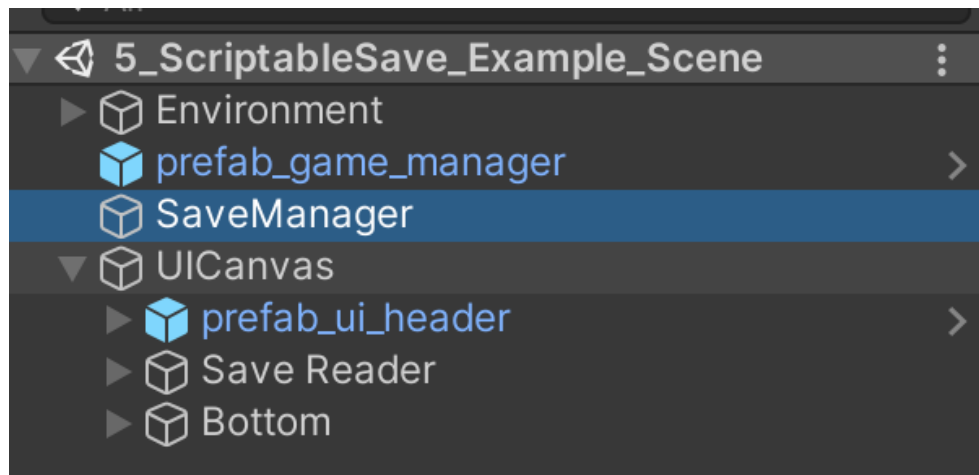 5_ScriptableSave_Example_Scene
Environment
prefab_game_manager
SaveManager
UICanvas
prefab_ui_header
Save Reader
Bottom